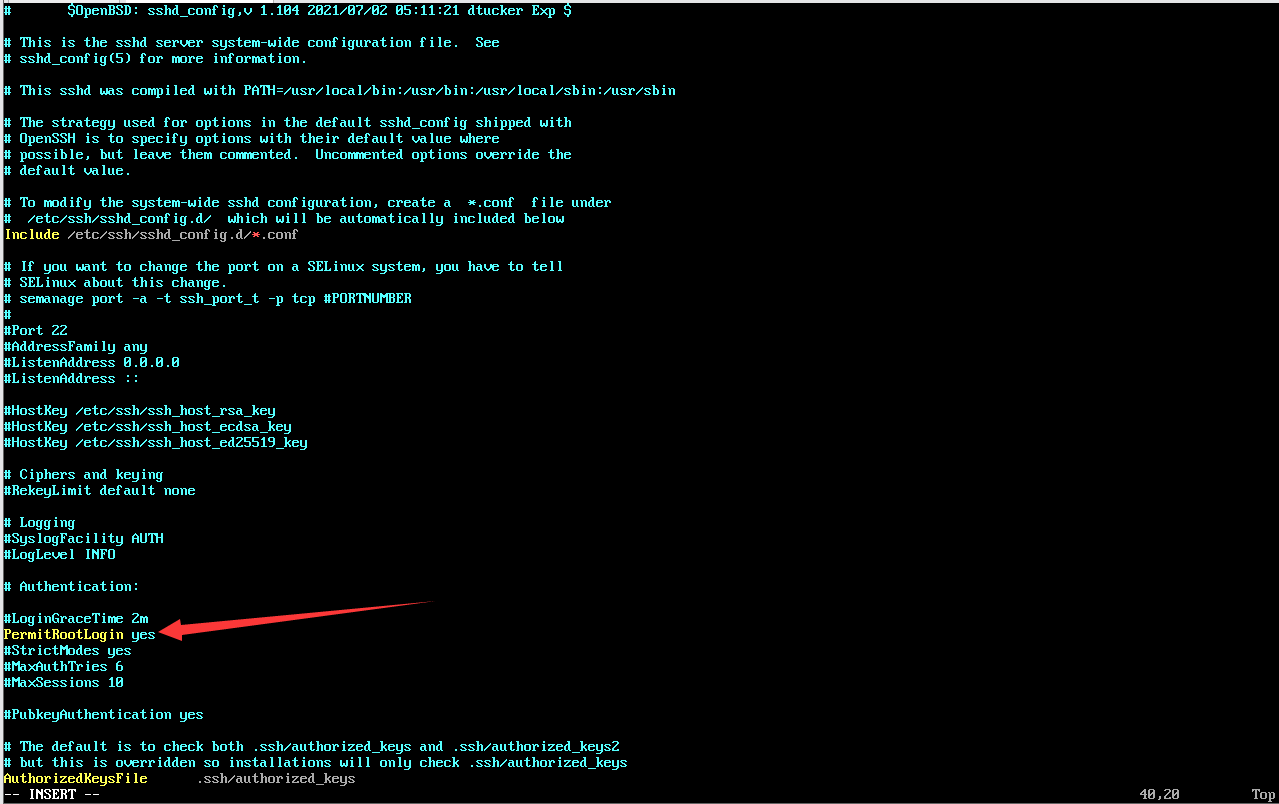 #       $OpenBSD: sshd_config,v 1.104 2021/07/02 05:11:21 dtucker Exp $
# This is the sshd server system-wide configuration file.  See
# sshd_config(5) for more information.
# This sshd was compiled with PATH=/usr/local/bin:/usr/bin:/usr/local/sbin:/usr/sbin
# The strategy used for options in the default sshd_config shipped with
# OpenSSH is to specify options with their default value where
# possible, but leave them commented.  Uncommented options override the
# default value.
# To modify the system-wide sshd configuration, create a  *.conf  file under
#  /etc/ssh/sshd_config.d/  which will be automatically included below
Include /etc/ssh/sshd_config.d/*.conf
# If you want to change the port on a SELinux system, you have to tell
# SELinux about this change.
# semanage port -a -t ssh_port_t -p tcp #PORTNUMBER
#
#Port 22
#AddressFamily any
#ListenAddress 0.0.0.0
#ListenAddress ::
#HostKey /etc/ssh/ssh_host_rsa_key
#HostKey /etc/ssh/ssh_host_ecdsa_key
#HostKey /etc/ssh/ssh_host_ed25519_key
# Ciphers and keying
#RekeyLimit default none
# Logging
#SyslogFacility AUTH
#LogLevel INFO
# Authentication:
#LoginGraceTime 2m
PermitRootLogin yes
#StrictModes yes
#MaxAuthTries 6
#MaxSessions 10
#PubkeyAuthentication yes
# The default is to check both .ssh/authorized_keys and .ssh/authorized_keys2
# but this is overridden so installations will only check .ssh/authorized_keys
AuthorizedKeysFile      .ssh/authorized_keys
-- INSERT --                                        40,20         Top